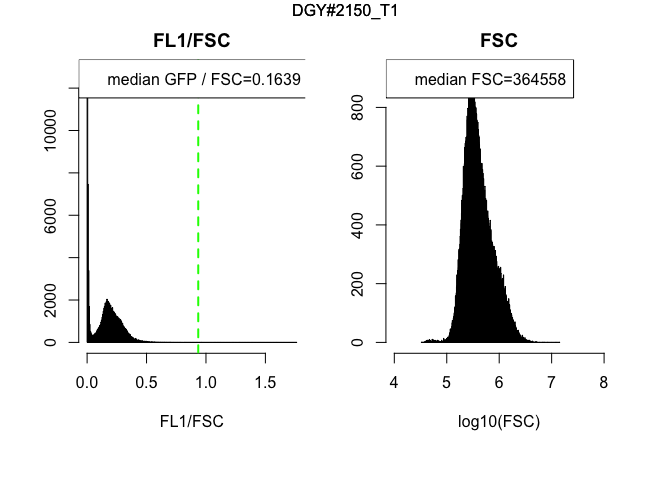 DGY#2150_T1
FL1/FSC
median GFP / FSC=0.1639
0
2000
6000
10000
0.0 0.5 1.0 1.5
FL1/FSC
FSC
median FSC=364558
0
200
400
600
800
4 5 6 7 8
log10(FSC)